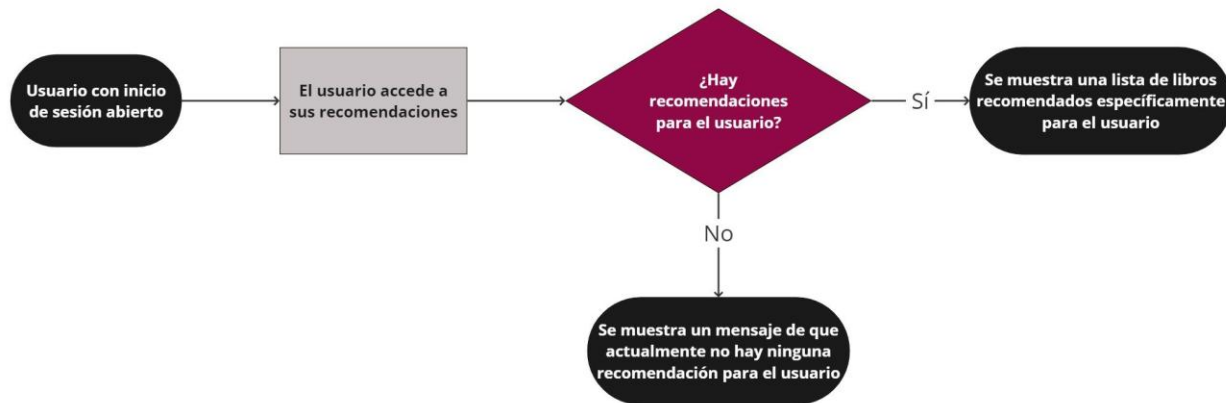 Usuario con inicio
de sesión abierto
El usuario accede a
sus recomendaciones
¿Hay
recomendaciones
para el usuario?
Sí
Se muestra una lista de libros
recomendados específicamente
para el usuario
No
Se muestra un mensaje de que
actualmente no hay ninguna
recomendación para el usuario